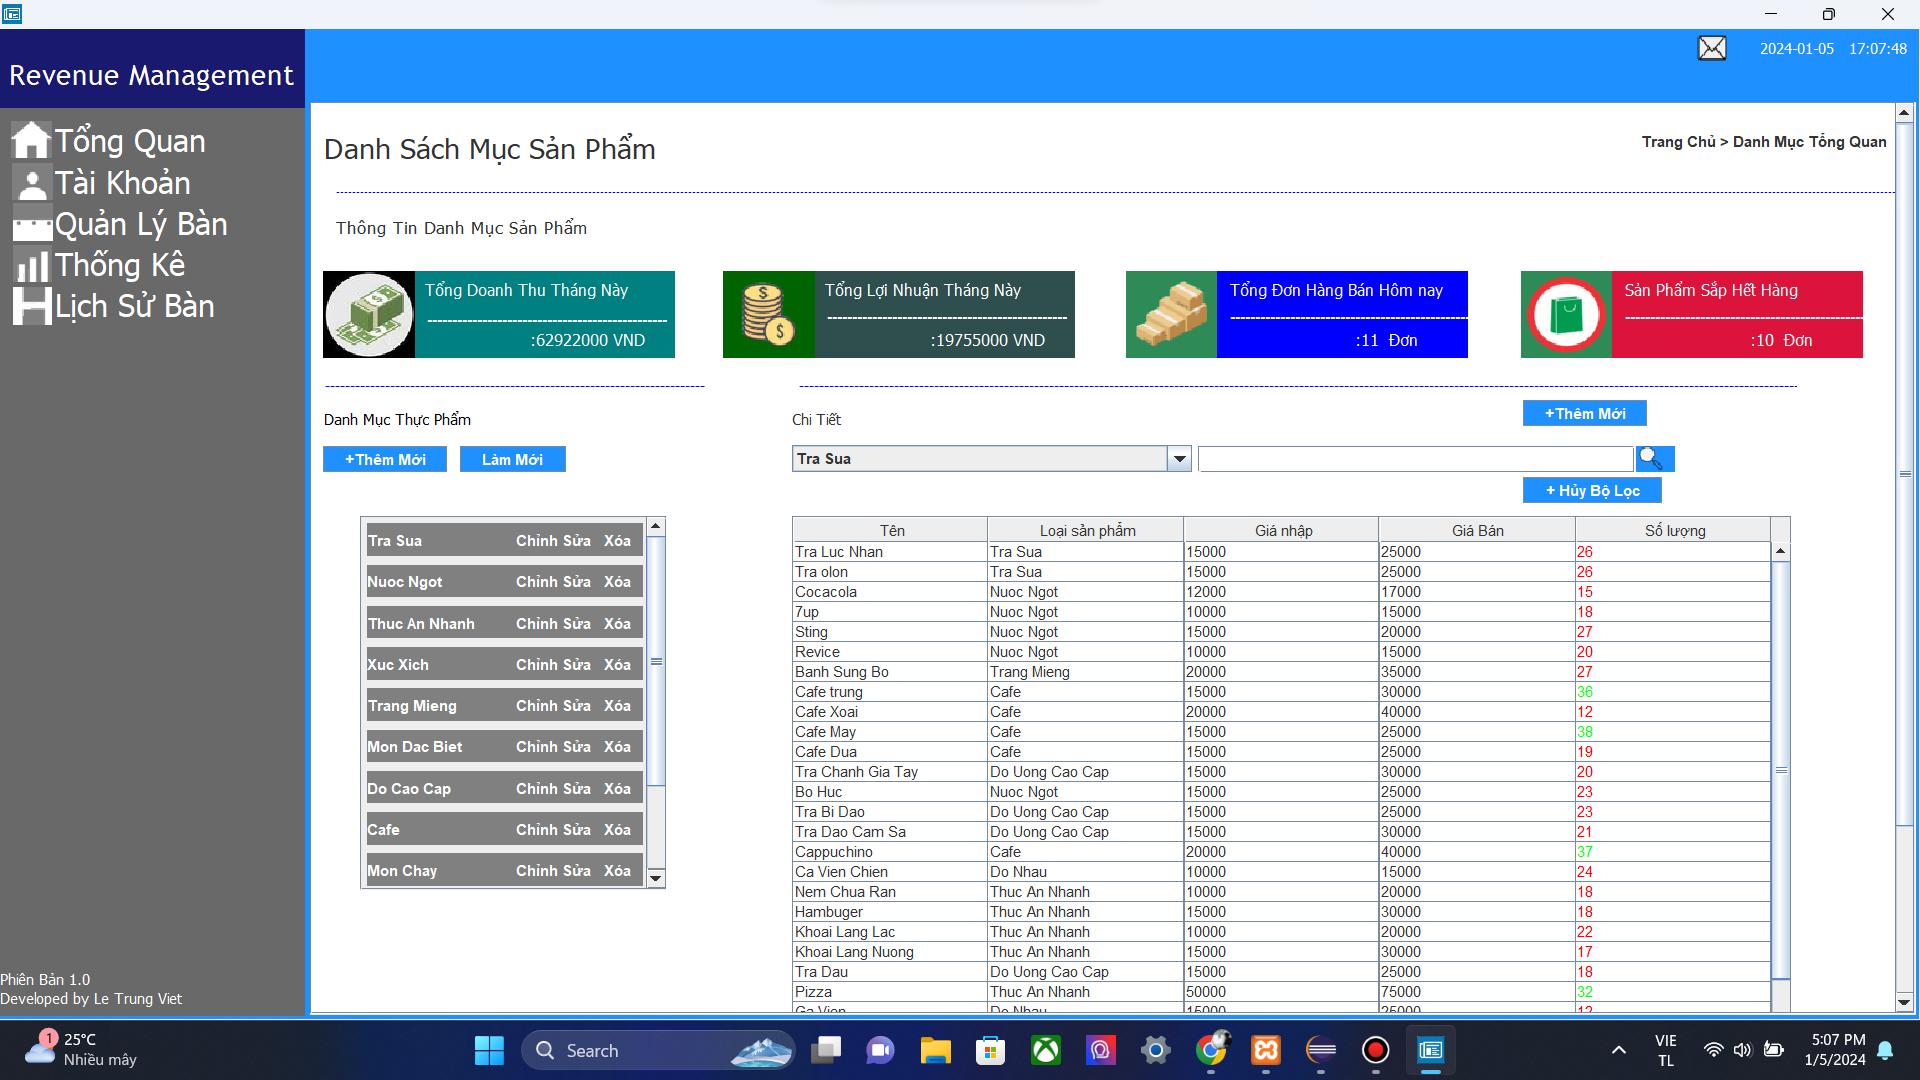 2024-01-05 17:07:48
Revenue Management
Tổng Quan
Tài Khoản
Quản Lý Bàn
Thống Kê
Lịch Sử Bàn
Phiên Bản 1.0
Developed by Le Trung Viet
Danh Sách Mục Sản Phẩm
Trang Chủ > Danh Mục Tổng Quan
Thông Tin Danh Mục Sản Phẩm
Tổng Doanh Thu Tháng Này
:62922000 VND
Tổng Lợi Nhuận Tháng Này
:19755000 VND
Tổng Đơn Hàng Bán Hôm nay
:11 Đơn
Sản Phẩm Sắp Hết Hàng
:10 Đơn
Danh Mục Thực Phẩm
+Thêm Mới Làm Mới
Tra Sua Chỉnh Sửa Xóa
Nuoc Ngot Chỉnh Sửa Xóa
Thuc An Nhanh Chỉnh Sửa Xóa
Xuc Xich Chỉnh Sửa Xóa
Trang Mieng Chỉnh Sửa Xóa
Mon Dac Biet Chỉnh Sửa Xóa
Do Cao Cap Chỉnh Sửa Xóa
Cafe Chỉnh Sửa Xóa
Mon Chay Chỉnh Sửa Xóa
Chi Tiết
+Thêm Mới
Tra Sua
+ Hủy Bộ Lọc
Tên Loại sản phẩm Giá nhập Giá Bán Số lượng
Tra Luc Nhan Tra Sua 15000 25000 26
Tra olon Tra Sua 15000 25000 26
Cocacola Nuoc Ngot 12000 17000 15
7up Nuoc Ngot 10000 15000 18
Sting Nuoc Ngot 15000 20000 27
Revice Nuoc Ngot 10000 15000 20
Banh Sung Bo Trang Mieng 20000 35000 27
Cafe trung Cafe 15000 30000 36
Cafe Xoai Cafe 20000 40000 12
Cafe May Cafe 15000 25000 38
Cafe Dua Cafe 15000 25000 19
Tra Chanh Gia Tay Do Uong Cao Cap 15000 30000 20
Bo Huc Nuoc Ngot 15000 25000 23
Tra Bi Dao Do Uong Cao Cap 15000 25000 23
Tra Dao Cam Sa Do Uong Cao Cap 15000 30000 21
Cappuchino Cafe 20000 40000 37
Ca Vien Chien Do Nhau 10000 15000 24
Nem Chua Ran Thuc An Nhanh 10000 20000 18
Hambuger Thuc An Nhanh 15000 30000 18
Khoai Lang Lac Thuc An Nhanh 10000 20000 22
Khoai Lang Nuong Thuc An Nhanh 15000 30000 17
Tra Dau Do Uong Cao Cap 15000 25000 18
Pizza Thuc An Nhanh 50000 75000 32
Ga Vien Do Nhau 15000 25000 12
1
25°C
Nhiều mây
Search
VIE
TL
5:07 PM
1/5/2024